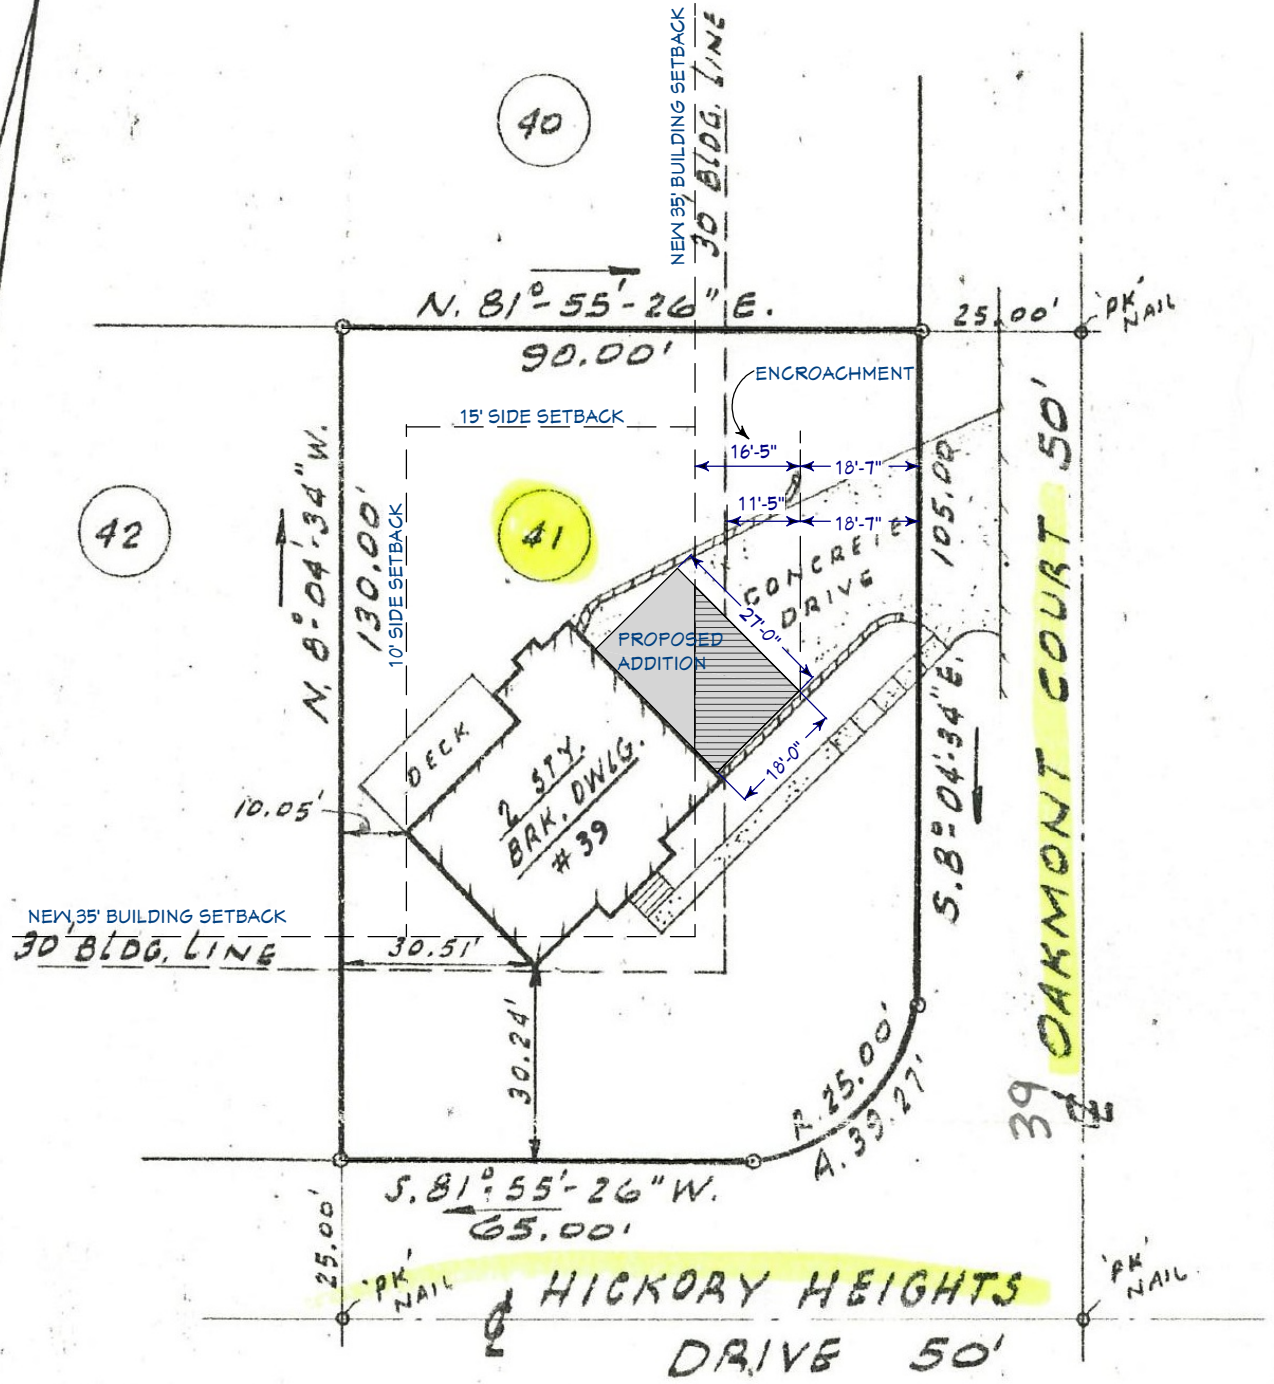 40
NEW 35' BUILDING SETBACK
30' BLDG. LINE
N. 81°-55'-26" E.
90.00'
25.00'
'PK'
NAIL
ENCROACHMENT
15' SIDE SETBACK
16'-5"
18'-7"
11'-5"
18'-7"
42
N. 8°-04'-34" W.
130.00'
10' SIDE SETBACK
41
CONCRETE
DRIVE
105.00
S. 8°-04'-34" E.
OAKMONT COURT 50'
27'-0"
PROPOSED
ADDITION
18'-0"
DECK
2 STY.
BRK. DWLG.
# 39
10.05'
NEW 35' BUILDING SETBACK
30' BLDG. LINE
30.51'
30.24'
R. 25.00'
A. 39.27'
39
S. 81°-55'-26" W.
65.00'
25.00'
'PK'
NAIL
HICKORY HEIGHTS
DRIVE 50'
'PK'
NAIL